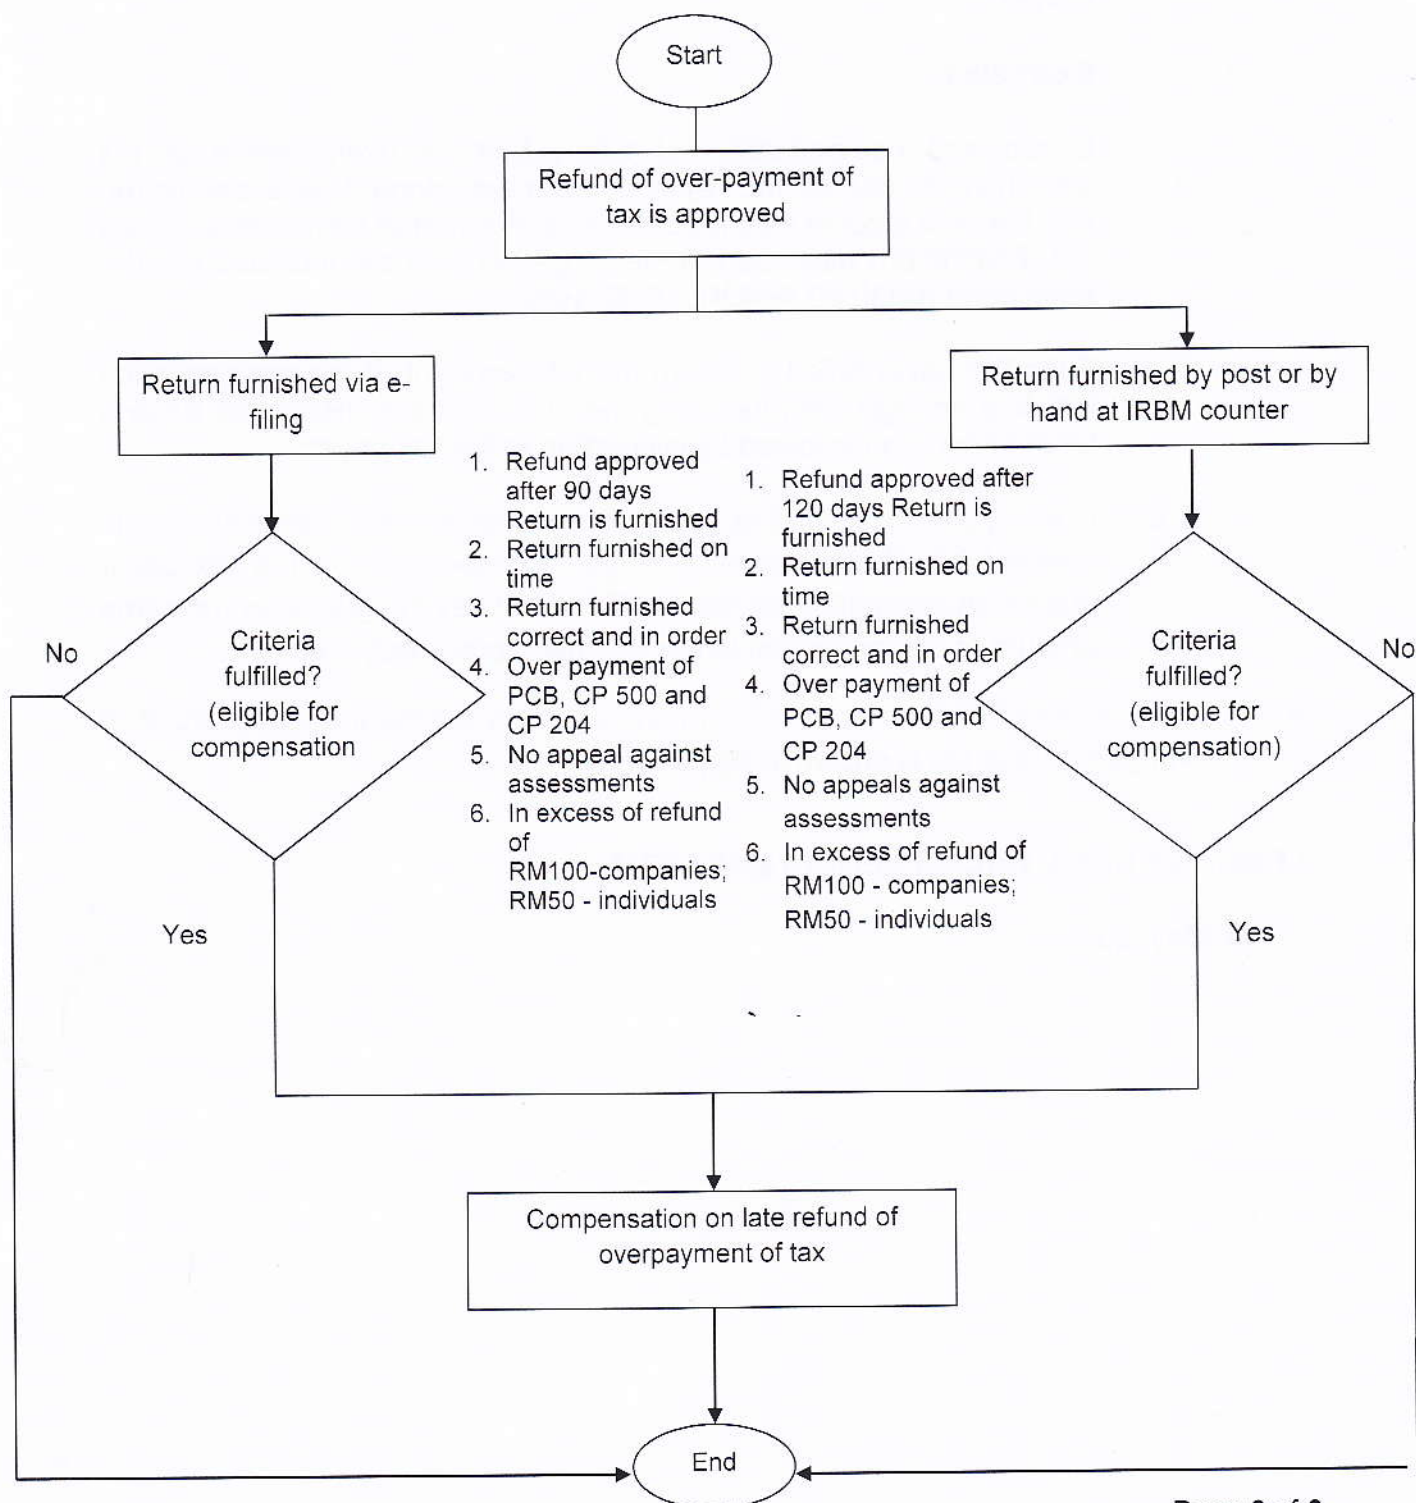 Start
Refund of over-payment of
tax is approved
Return furnished via e-
filing
Return furnished by post or by
hand at IRBM counter
1. Refund approved
after 90 days
Return is furnished
2. Return furnished on
time
3. Return furnished
correct and in order
4. Over payment of
PCB, CP 500 and
CP 204
5. No appeal against
assessments
6. In excess of refund
of
RM100-companies;
RM50 - individuals
1. Refund approved after
120 days Return is
furnished
2. Return furnished on
time
3. Return furnished
correct and in order
4. Over payment of
PCB, CP 500 and
CP 204
5. No appeals against
assessments
6. In excess of refund of
RM100 - companies;
RM50 - individuals
No
Criteria
fulfilled?
(eligible for
compensation
Criteria
fulfilled?
(eligible for
compensation)
No
Yes
Yes
Compensation on late refund of
overpayment of tax
End